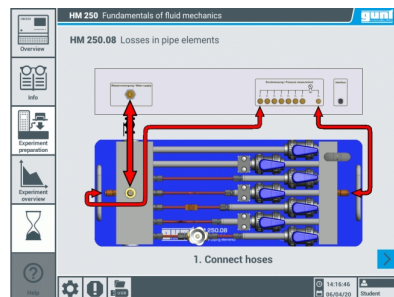 HM 250 Fundamentals of fluid mechanics
gunt
Overview
HM 250.08 Losses in pipe elements
Info
Experiment
preparation
Experiment
overview
250.08
1. Connect hoses
Help
14:16:46
06/04/20
Student